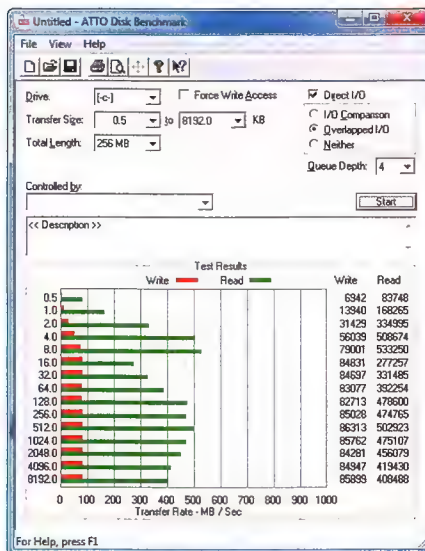 Untitled - ATTO Disk Benchmark
File View Help
Drive: [-c-] Force Write Access Direct I/O
Transfer Size: 0.5 to 8192.0 KB I/O Comparison
Overlapped I/O
Total Length: 256 MB Neither
Queue Depth: 4
Controlled by:
Start
<< Description >>
Test Results
Write Read Write Read
0.5 6942 83748
1.0 13940 168265
2.0 31429 334995
4.0 56039 508674
8.0 79001 533250
16.0 84831 277257
32.0 84697 331485
64.0 83077 392254
128.0 82713 478600
256.0 85028 474765
512.0 86313 502923
1024.0 85762 475107
2048.0 84281 456079
4096.0 84947 419430
8192.0 85899 408488
0 100 200 300 400 500 600 700 800 900 1000
Transfer Rate - MB / Sec
For Help, press F1